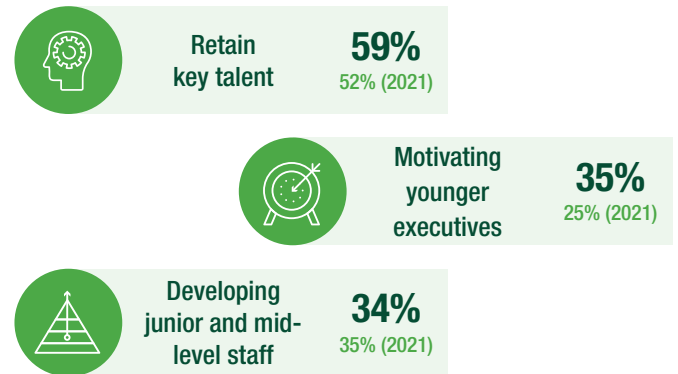 Retain
key talent
59%
52% (2021)
Motivating
younger
executives
35%
25% (2021)
Developing
junior and mid-
level staff
34%
35% (2021)